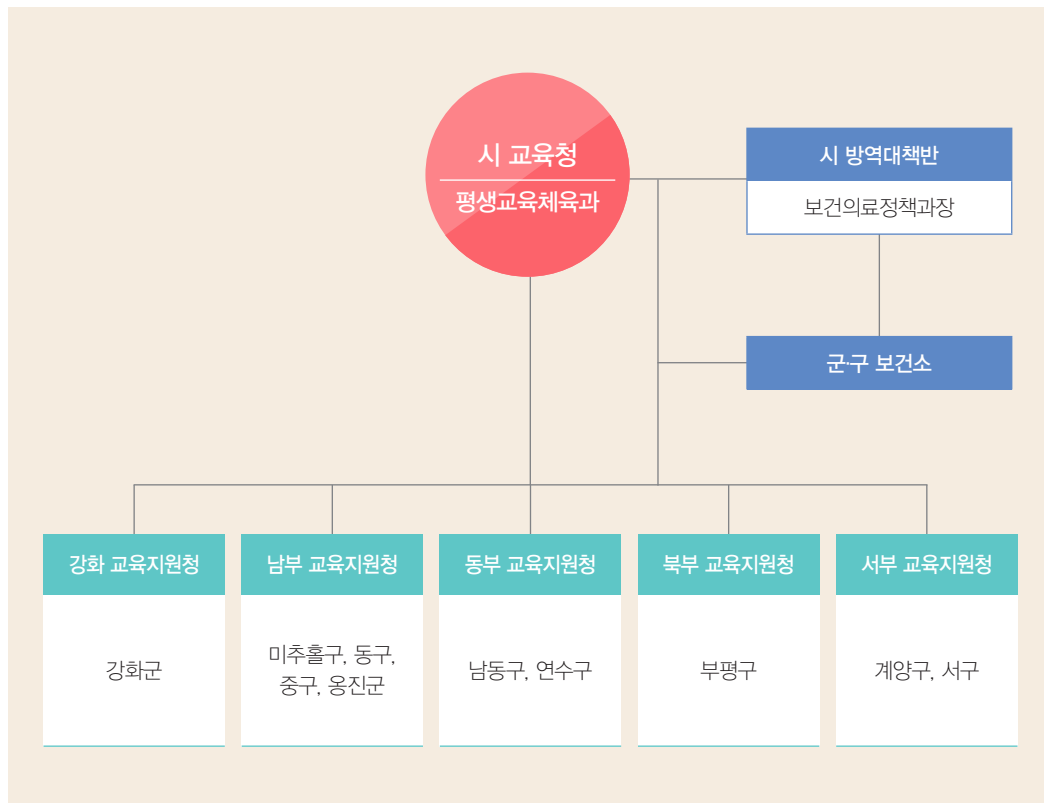 시 교육청
평생교육체육과
시 방역대책반
보건의료정책과장
군·구 보건소
강화 교육지원청
강화군
남부 교육지원청
미추홀구, 동구,
중구, 옹진군
동부 교육지원청
남동구, 연수구
북부 교육지원청
부평구
서부 교육지원청
계양구, 서구